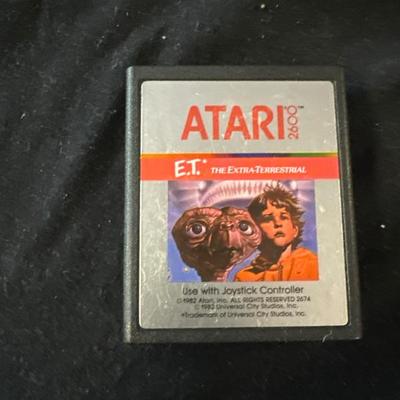 ATARI 2600™
E.T.* THE EXTRA-TERRESTRIAL
Use with Joystick Controller
©1982 Atari, Inc. ALL RIGHTS RESERVED 2674
©1982 Universal City Studios, Inc.
*Trademark of Universal City Studios, Inc.